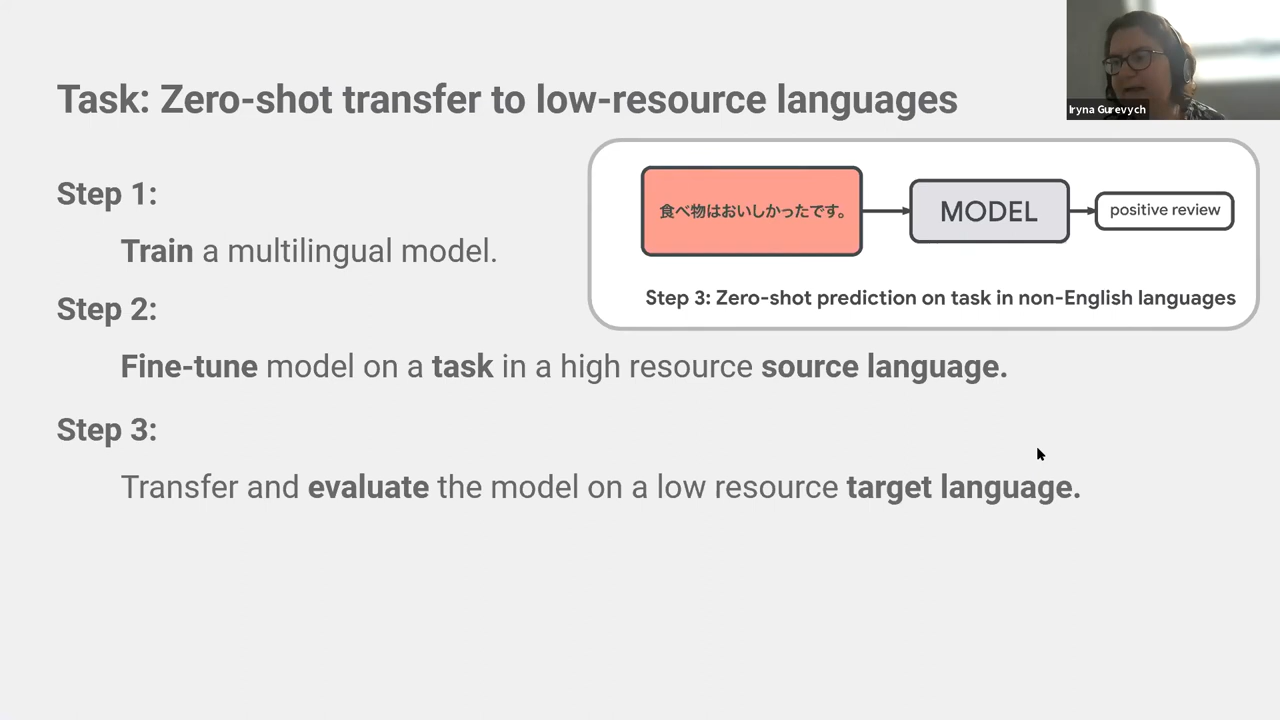 Iryna Gurevych
Task: Zero-shot transfer to low-resource languages
Step 1:
Train a multilingual model.
Step 2:
Fine-tune model on a task in a high resource source language.
Step 3:
Transfer and evaluate the model on a low resource target language.
食べ物はおいしかったです。
MODEL
positive review
Step 3: Zero-shot prediction on task in non-English languages